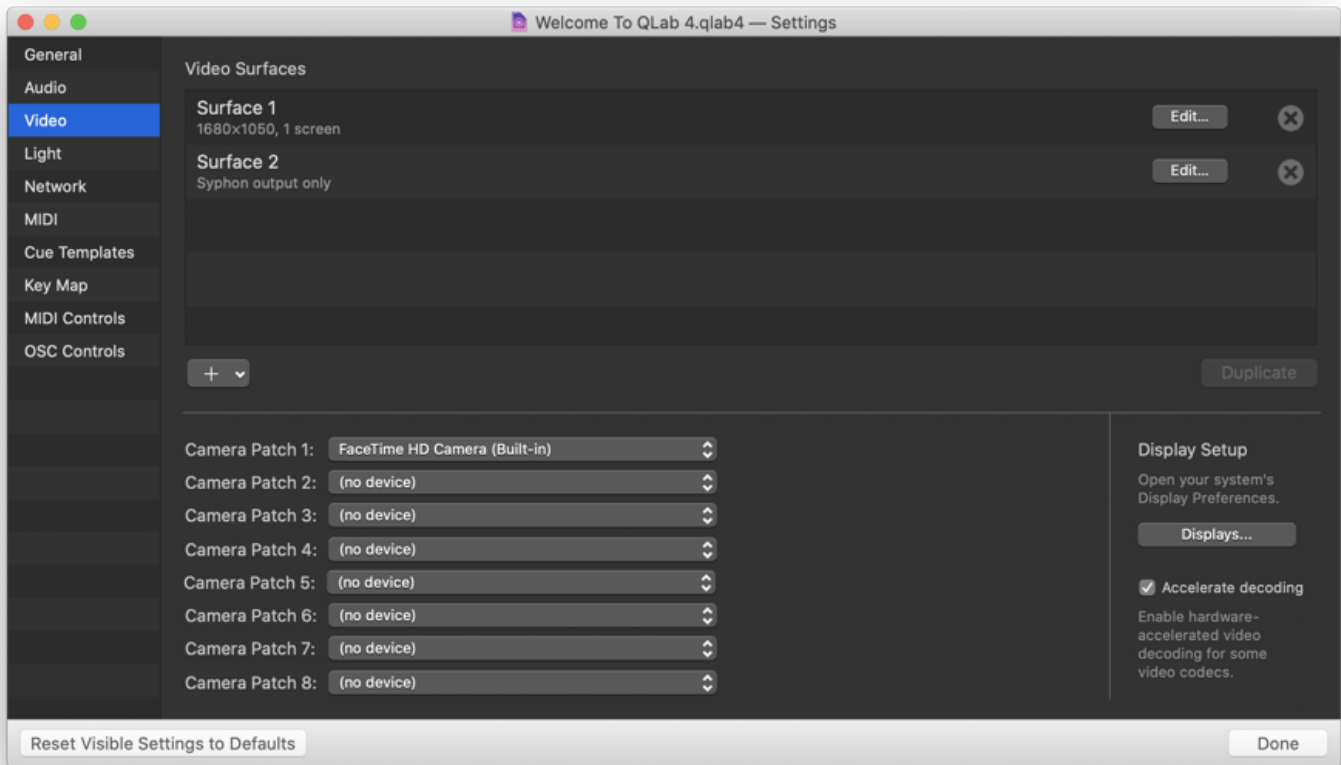 Welcome To QLab 4.qlab4 — Settings
General
Audio
Video
Light
Network
MIDI
Cue Templates
Key Map
MIDI Controls
OSC Controls
Video Surfaces
Surface 1
1680×1050, 1 screen
Edit...
Surface 2
Syphon output only
Edit...
Duplicate
Camera Patch 1: FaceTime HD Camera (Built-in)
Camera Patch 2: (no device)
Camera Patch 3: (no device)
Camera Patch 4: (no device)
Camera Patch 5: (no device)
Camera Patch 6: (no device)
Camera Patch 7: (no device)
Camera Patch 8: (no device)
Display Setup
Open your system's
Display Preferences.
Displays...
Accelerate decoding
Enable hardware-
accelerated video
decoding for some
video codecs.
Reset Visible Settings to Defaults
Done